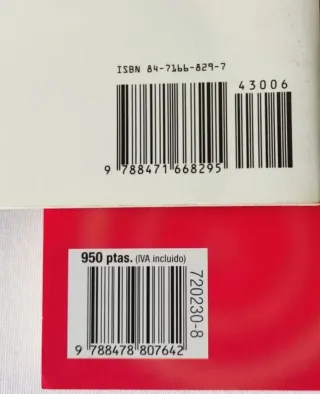 ISBN 84-7166-829-7
43006
9 788471 668295
950 ptas. (IVA incluido)
720230-8
9 788478 807642